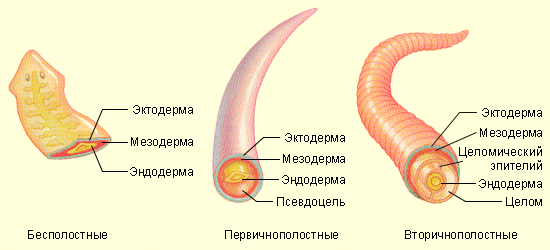 Эктодерма
Мезодерма
Эндодерма
Бесполостные
Эктодерма
Мезодерма
Эндодерма
Псевдоцель
Первичнополостные
Эктодерма
Мезодерма
Целомический
эпителий
Эндодерма
Целом
Вторичнополостные